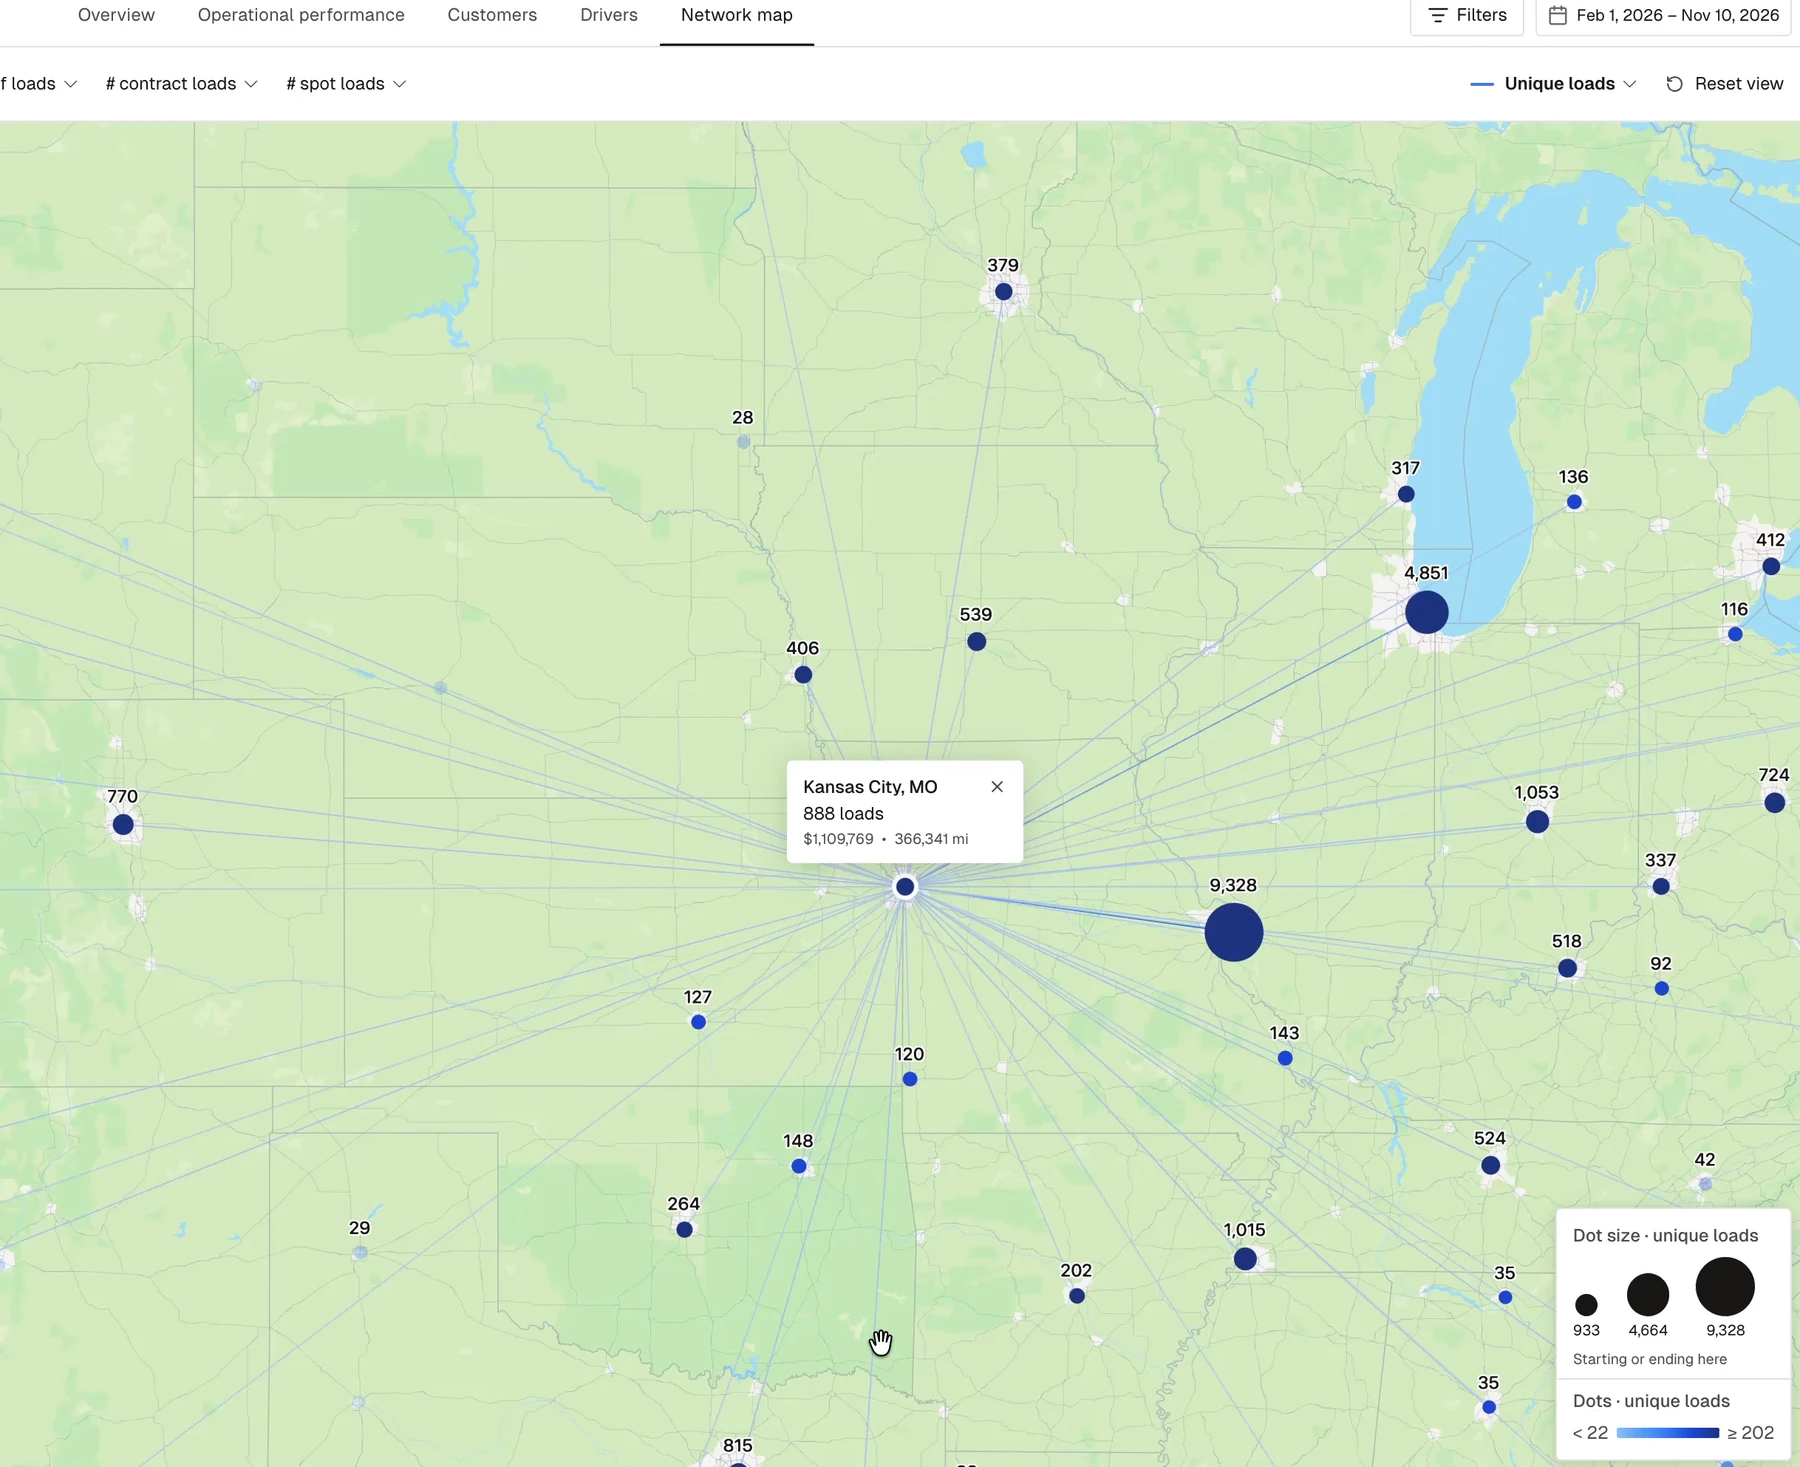 Overview
Operational performance
Customers
Drivers
Network map
Filters
Feb 1, 2026 – Nov 10, 2026
f loads
# contract loads
# spot loads
Unique loads
Reset view
379
28
317
136
412
4,851
116
539
406
Kansas City, MO
888 loads
$1,109,769 • 366,341 mi
770
724
1,053
337
9,328
518
92
127
143
120
148
524
42
264
29
1,015
202
35
35
815
Dot size · unique loads
933
4,664
9,328
Starting or ending here
Dots · unique loads
< 22
≥ 202